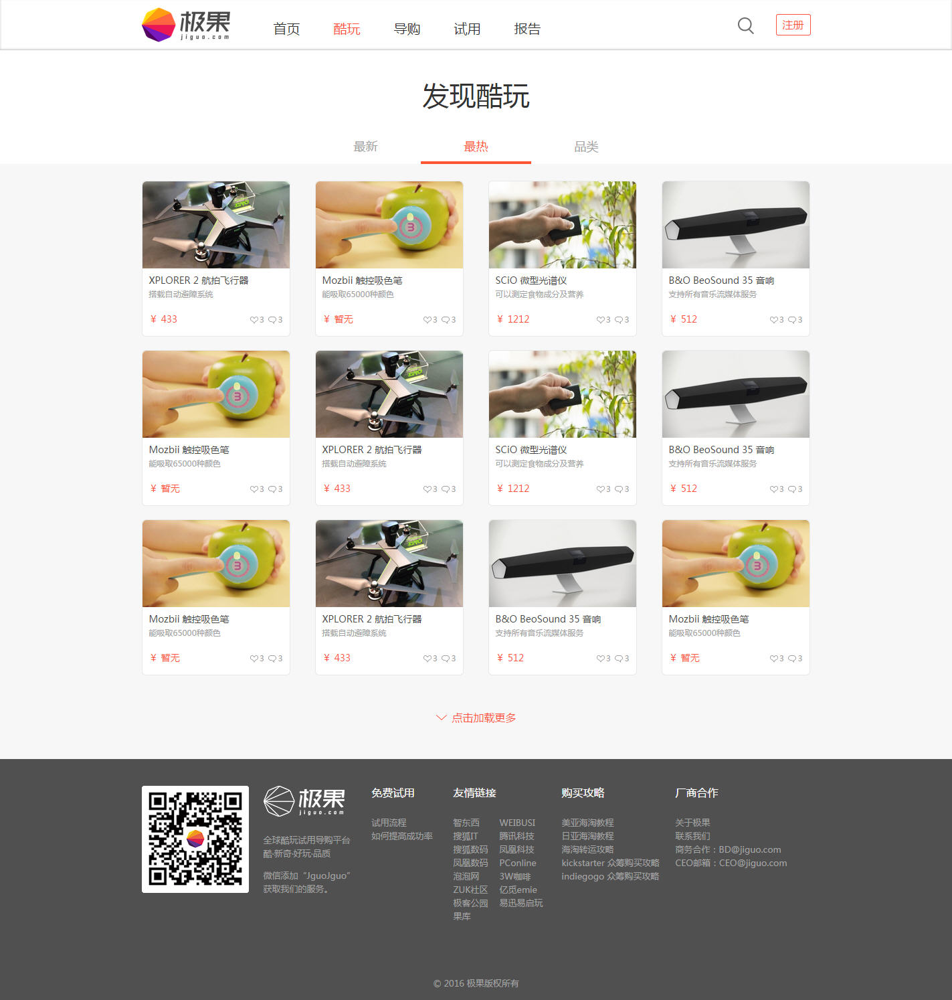 极果
jiguo.com
首页 酷玩 导购 试用 报告
注册
发现酷玩
最新 最热 品类
XPLORER 2 航拍飞行器
搭载自动避障系统
¥ 433 3 3
Mozbii 触控吸色笔
能吸取65000种颜色
¥ 暂无 3 3
SCiO 微型光谱仪
可以测定食物成分及营养
¥ 1212 3 3
B&O BeoSound 35 音响
支持所有音乐流媒体服务
¥ 512 3 3
Mozbii 触控吸色笔
能吸取65000种颜色
¥ 暂无 3 3
XPLORER 2 航拍飞行器
搭载自动避障系统
¥ 433 3 3
SCiO 微型光谱仪
可以测定食物成分及营养
¥ 1212 3 3
B&O BeoSound 35 音响
支持所有音乐流媒体服务
¥ 512 3 3
Mozbii 触控吸色笔
能吸取65000种颜色
¥ 暂无 3 3
XPLORER 2 航拍飞行器
搭载自动避障系统
¥ 433 3 3
B&O BeoSound 35 音响
支持所有音乐流媒体服务
¥ 512 3 3
Mozbii 触控吸色笔
能吸取65000种颜色
¥ 暂无 3 3
点击加载更多
极果
jiguo.com
全球酷玩试用导购平台
酷·新奇·好玩·品质
微信添加“JguoJguo”
获取我们的服务。
免费试用
试用流程
如何提高成功率
友情链接
智东西 WEIBUSI
搜狐IT 腾讯科技
搜狐数码 凤凰科技
凤凰数码 PConline
泡泡网 3W咖啡
ZUK社区 亿觅emie
极客公园 易迅易启玩
果库
购买攻略
美亚海淘教程
日亚海淘教程
海淘转运攻略
kickstarter 众筹购买攻略
indiegogo 众筹购买攻略
厂商合作
关于极果
联系我们
商务合作：BD@jiguo.com
CEO邮箱：CEO@jiguo.com
© 2016 极果版权所有